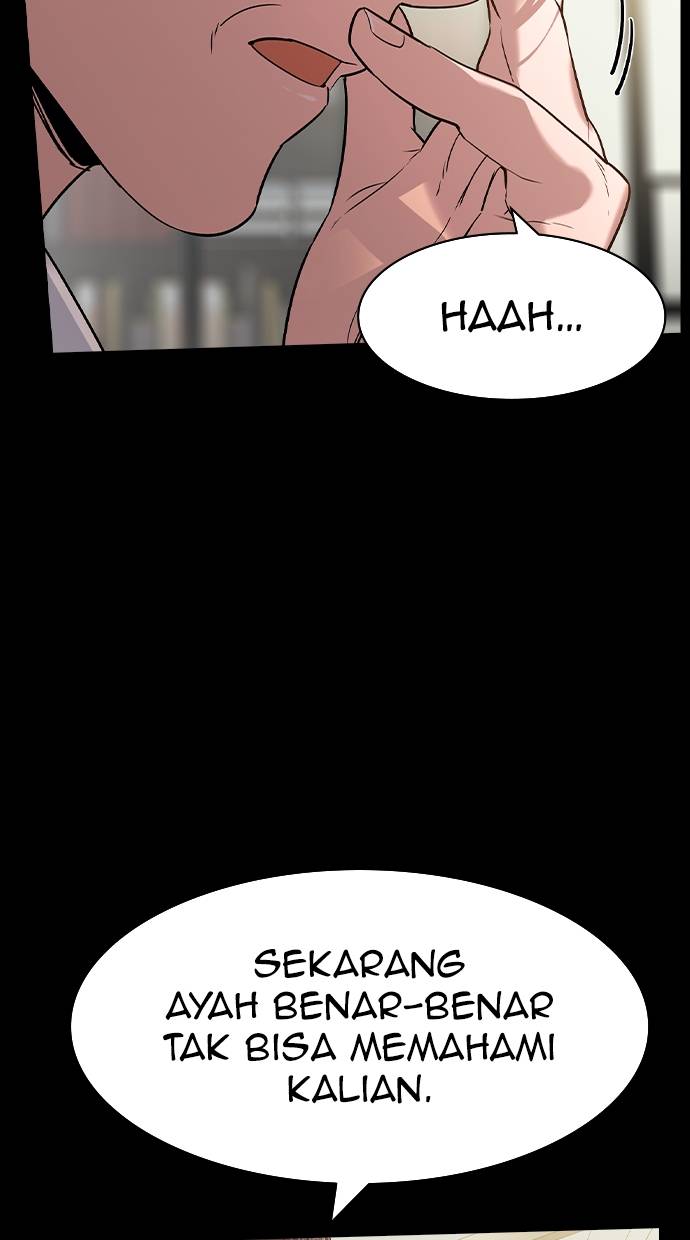 HAAH...
SEKARANG
AYAH BENAR-BENAR
TAK BISA MEMAHAMI
KALIAN.